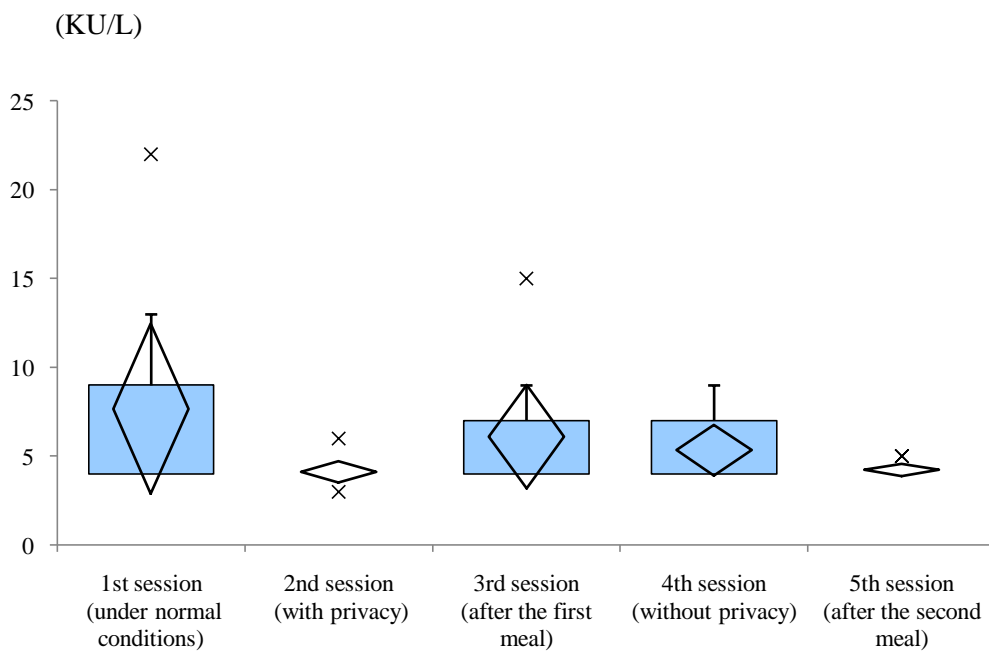 (KU/L)
25
20
15
10
5
0
1st session
(under normal
conditions)
2nd session
(with privacy)
3rd session
(after the first
meal)
4th session
(without privacy)
5th session
(after the second
meal)